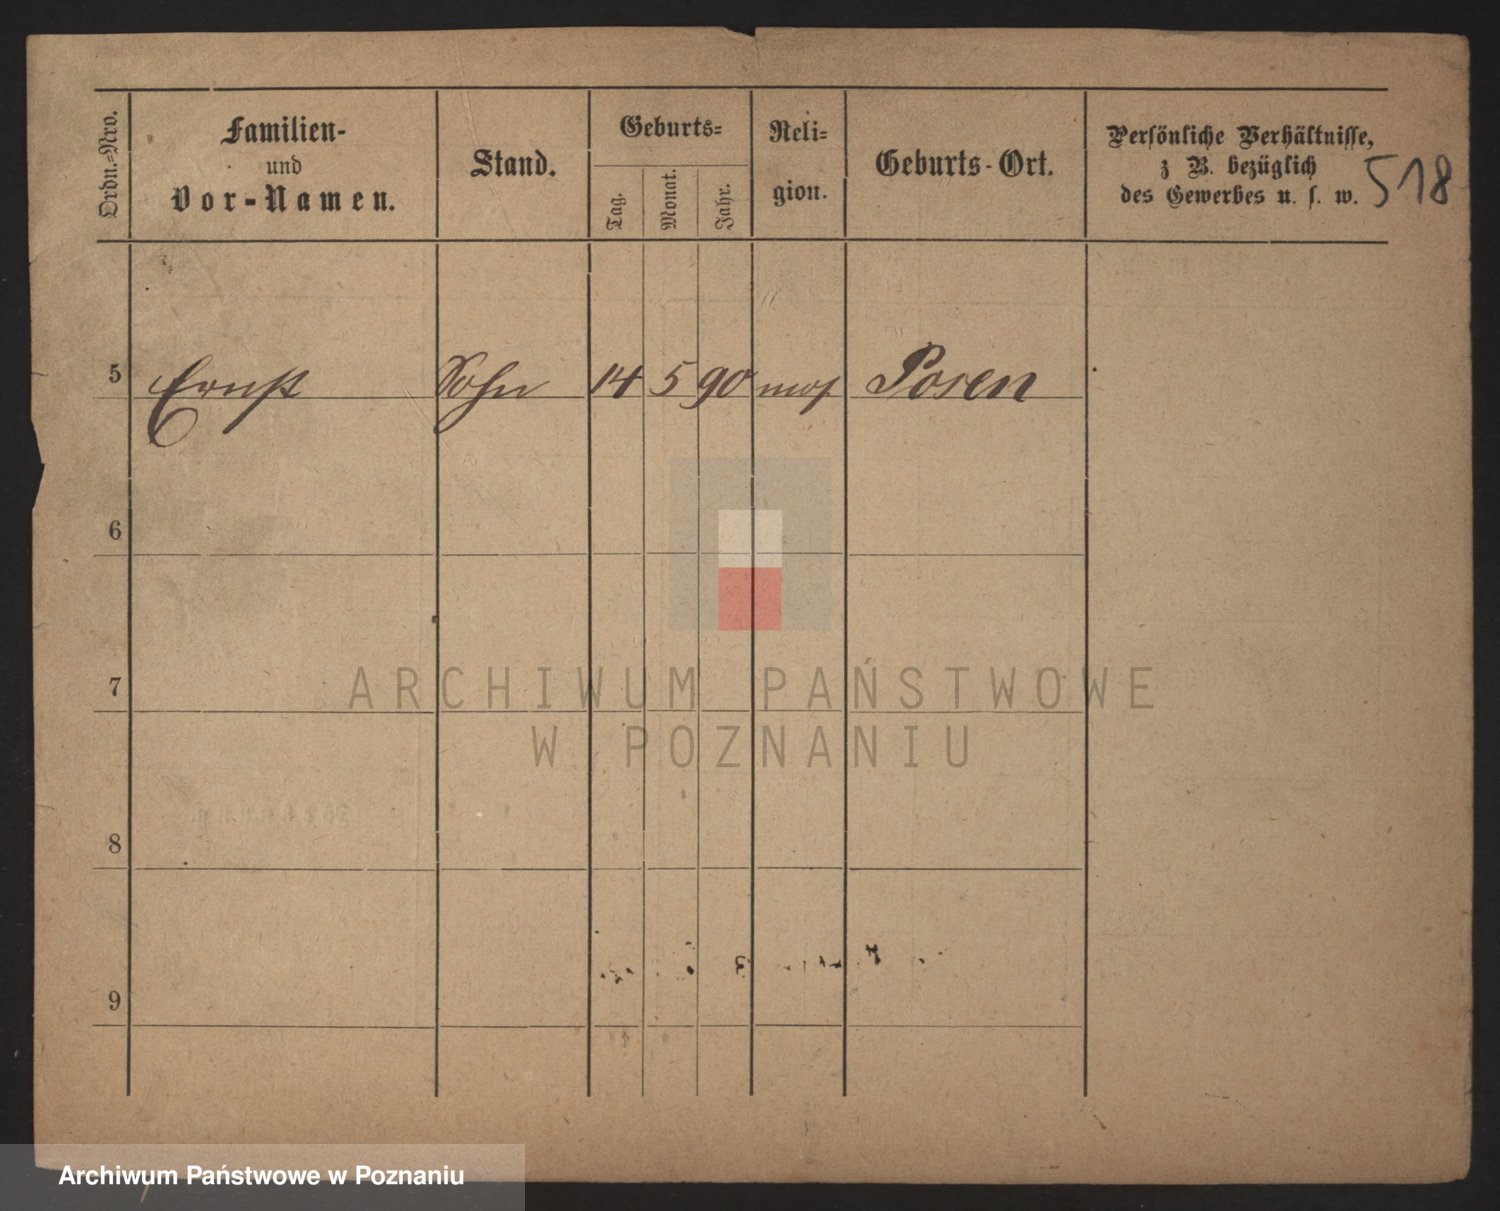 Ordn.=Nro.
Familien-
und
Vor-Namen.
Stand.
Geburts=
Tag.
Monat.
Jahr.
Reli=
gion.
Geburts-Ort.
Persönliche Verhältnisse,
z B. bezüglich
des Gewerbes u. s. w.
518
5 Ernst Sohn 14 5 90 mos Posen
6
7
8
9
ARCHIWUM PAŃSTWOWE
W POZNANIU
Archiwum Państwowe w Poznaniu